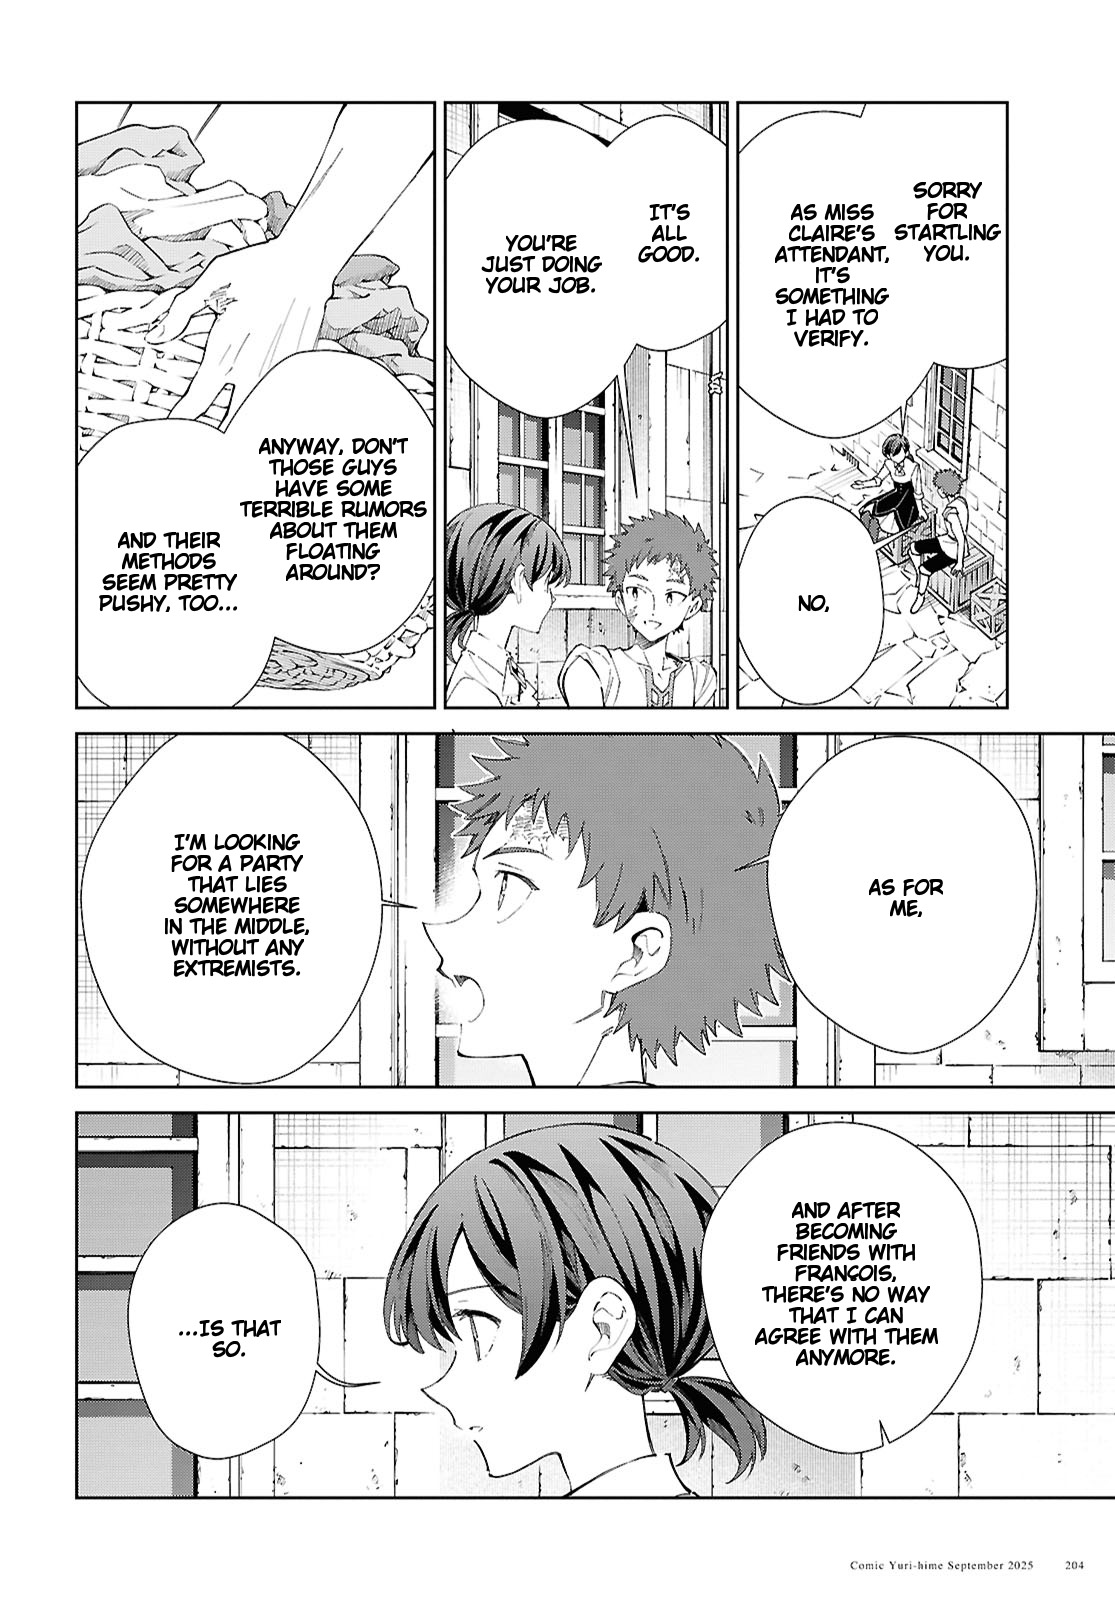 SORRY
FOR
STARTLING
YOU.
AS MISS
CLAIRE'S
ATTENDANT,
IT'S
SOMETHING
I HAD TO
VERIFY.
NO,
IT'S
ALL
GOOD.
YOU'RE
JUST DOING
YOUR JOB.
ANYWAY, DON'T
THOSE GUYS
HAVE SOME
TERRIBLE RUMORS
ABOUT THEM
FLOATING
AROUND?
AND THEIR
METHODS
SEEM PRETTY
PUSHY, TOO...
AS FOR
ME,
I'M LOOKING
FOR A PARTY
THAT LIES
SOMEWHERE
IN THE MIDDLE,
WITHOUT ANY
EXTREMISTS.
AND AFTER
BECOMING
FRIENDS WITH
FRANÇOIS,
THERE'S NO WAY
THAT I CAN
AGREE WITH THEM
ANYMORE.
...IS THAT
SO.
Comic Yuri-hime September 2025 204